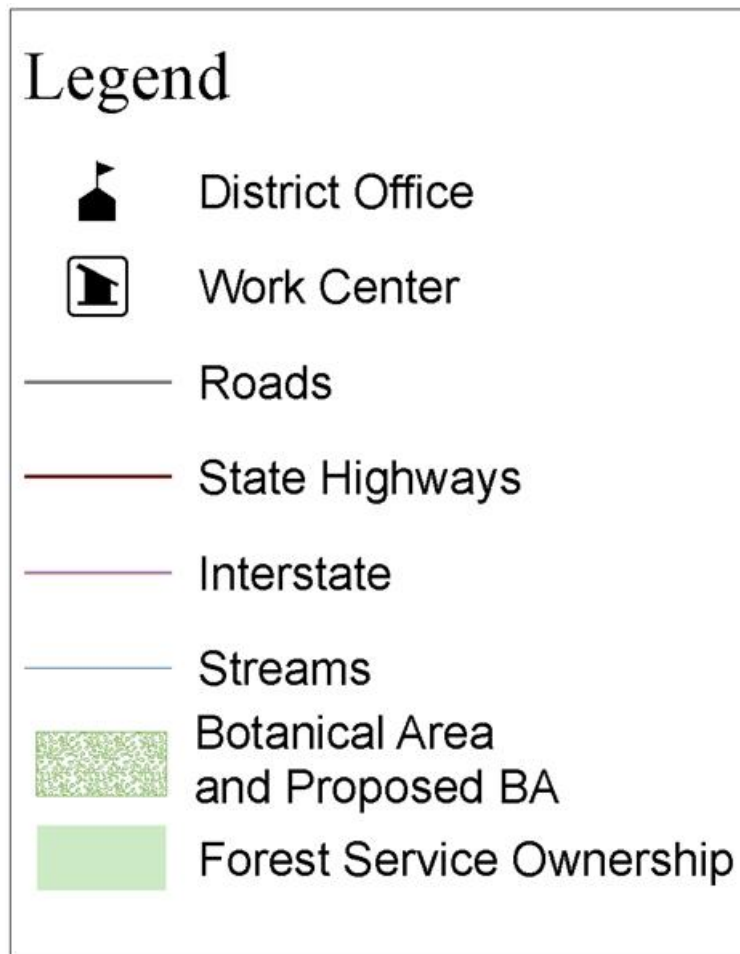 Legend
District Office
Work Center
Roads
State Highways
Interstate
Streams
Botanical Area
and Proposed BA
Forest Service Ownership